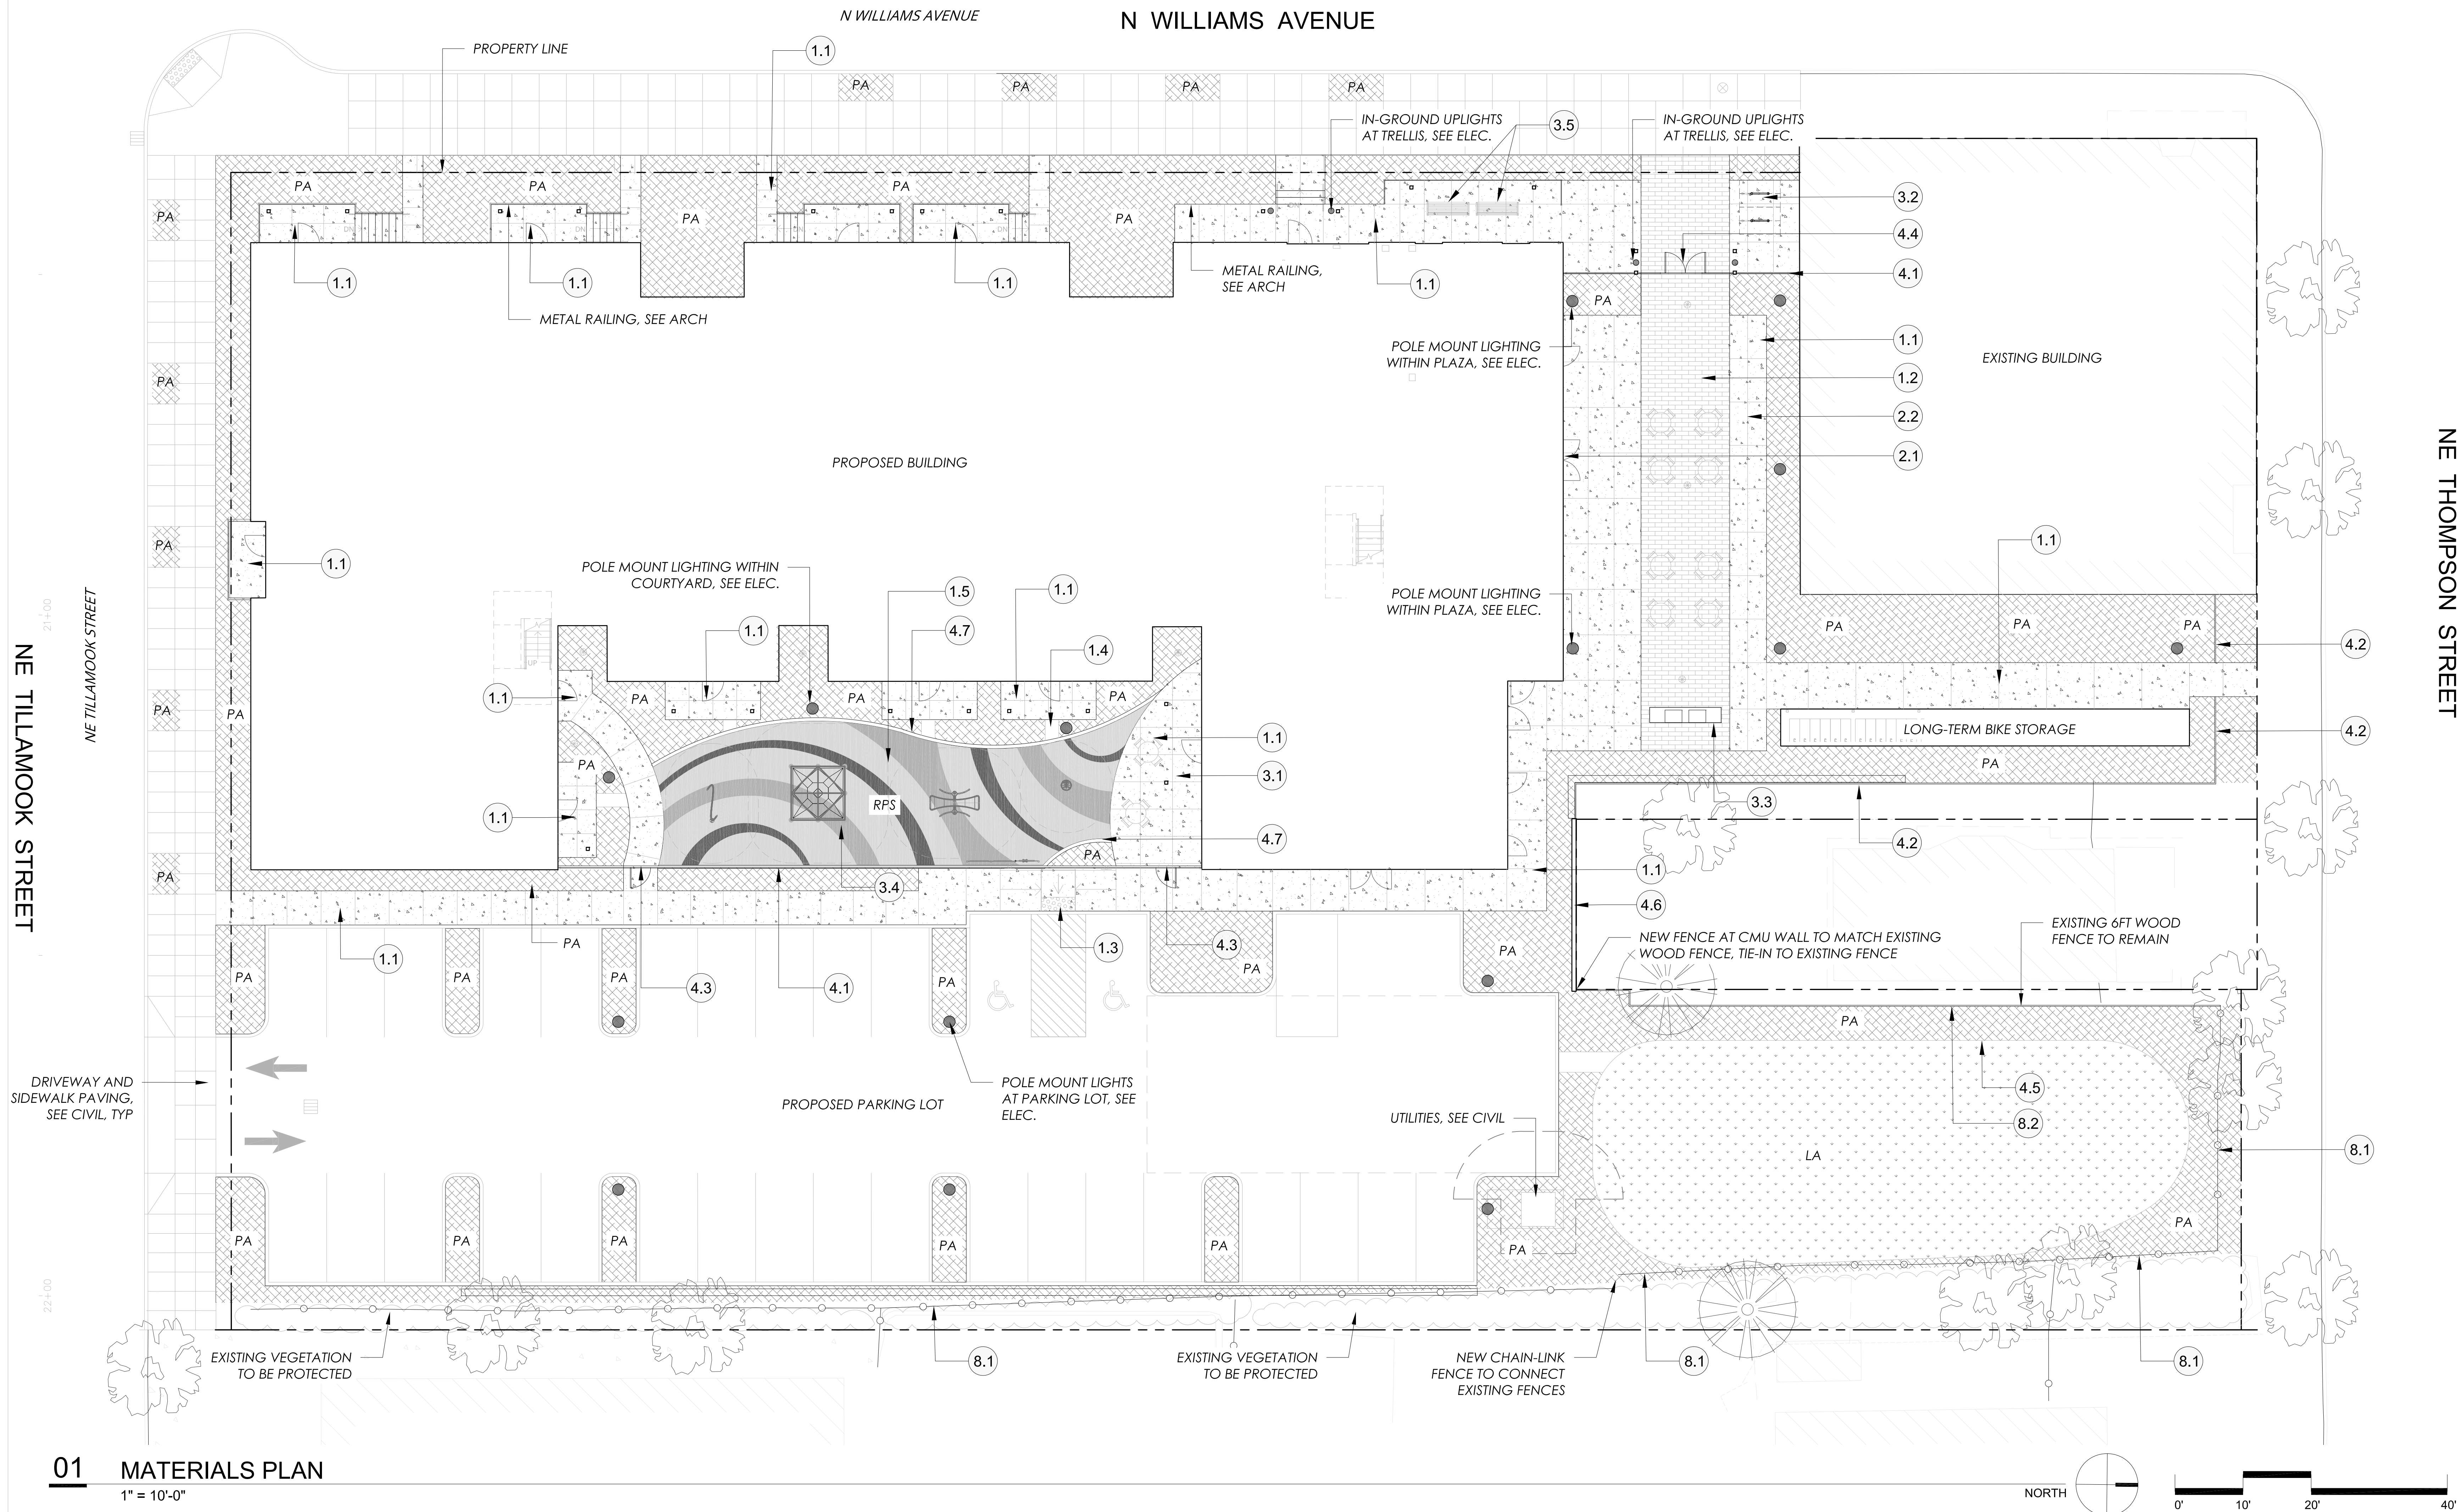 N WILLIAMS AVENUE
N WILLIAMS AVENUE
PROPERTY LINE
1.1
PA
PA
PA
PA
IN-GROUND UPLIGHTS
AT TRELLIS, SEE ELEC.
3.5
IN-GROUND UPLIGHTS
AT TRELLIS, SEE ELEC.
PA
PA
PA
PA
PA
PA
3.2
4.4
4.1
DN
DN
DN
DN
1.1
1.1
1.1
METAL RAILING,
SEE ARCH
1.1
METAL RAILING, SEE ARCH
PA
POLE MOUNT LIGHTING
WITHIN PLAZA, SEE ELEC.
1.1
1.2
2.2
2.1
EXISTING BUILDING
PA
PROPOSED BUILDING
NE THOMPSON STREET
PA
1.1
1.1
POLE MOUNT LIGHTING WITHIN
COURTYARD, SEE ELEC.
1.5
1.1
POLE MOUNT LIGHTING
WITHIN PLAZA, SEE ELEC.
21+00
NE TILLAMOOK STREET
NE TILLAMOOK STREET
1.1
4.7
1.4
UP
PA
PA
PA
4.2
1.1
PA
PA
PA
PA
PA
LONG-TERM BIKE STORAGE
4.2
1.1
3.1
PA
PA
3.3
RPS
1.1
4.7
4.2
PA
PA
3.4
1.1
4.6
1.1
PA
1.3
4.3
NEW FENCE AT CMU WALL TO MATCH EXISTING
WOOD FENCE, TIE-IN TO EXISTING FENCE
EXISTING 6FT WOOD
FENCE TO REMAIN
PA
PA
PA
4.3
4.1
PA
PA
PA
PA
DRIVEWAY AND
SIDEWALK PAVING,
SEE CIVIL, TYP
PROPOSED PARKING LOT
POLE MOUNT LIGHTS
AT PARKING LOT, SEE
ELEC.
UTILITIES, SEE CIVIL
4.5
8.2
LA
8.1
PA
PA
PA
PA
PA
PA
PA
22+00
EXISTING VEGETATION
TO BE PROTECTED
8.1
EXISTING VEGETATION
TO BE PROTECTED
NEW CHAIN-LINK
FENCE TO CONNECT
EXISTING FENCES
8.1
8.1
01 MATERIALS PLAN
1" = 10'-0"
NORTH
0' 10' 20' 40'